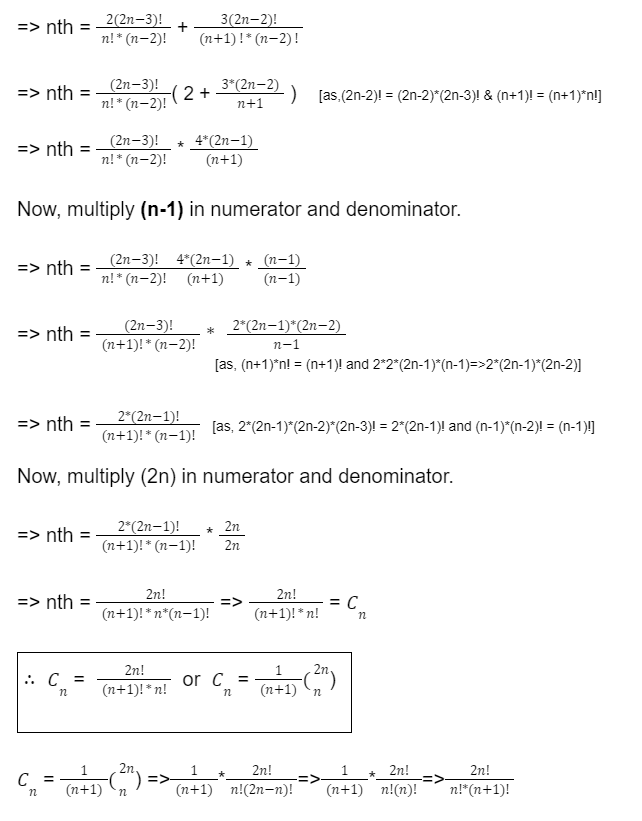 => nth = \frac{2(2n−3)!}{n!*(n−2)!} + \frac{3(2n−2)!}{(n+1)!*(n−2)!}
=> nth = \frac{(2n−3)!}{n!*(n−2)!}( 2 + \frac{3*(2n−2)}{n+1} ) [as,(2n-2)! = (2n-2)*(2n-3)! & (n+1)! = (n+1)*n!]
=> nth = \frac{(2n−3)!}{n!*(n−2)!} * \frac{4*(2n−1)}{(n+1)}
Now, multiply (n-1) in numerator and denominator.
=> nth = \frac{(2n−3)!}{n!*(n−2)!} \frac{4*(2n−1)}{(n+1)} * \frac{(n−1)}{(n−1)}
=> nth = \frac{(2n−3)!}{(n+1)!*(n−2)!} * \frac{2*(2n−1)*(2n−2)}{n−1}
[as, (n+1)*n! = (n+1)! and 2*2*(2n-1)*(n-1)=>2*(2n-1)*(2n-2)]
=> nth = \frac{2*(2n−1)!}{(n+1)!*(n−1)!} [as, 2*(2n-1)*(2n-2)*(2n-3)! = 2*(2n-1)! and (n-1)*(n-2)! = (n-1)!]
Now, multiply (2n) in numerator and denominator.
=> nth = \frac{2*(2n−1)!}{(n+1)!*(n−1)!} * \frac{2n}{2n}
=> nth = \frac{2n!}{(n+1)!*n*(n−1)!} => \frac{2n!}{(n+1)!*n!} = C_n
∴ C_n = \frac{2n!}{(n+1)!*n!} or C_n = \frac{1}{(n+1)}(^{2n}_{n})
C_n = \frac{1}{(n+1)}(^{2n}_{n}) => \frac{1}{(n+1)}*\frac{2n!}{n!(2n−n)!} => \frac{1}{(n+1)}*\frac{2n!}{n!(n)!} => \frac{2n!}{n!*(n+1)!}